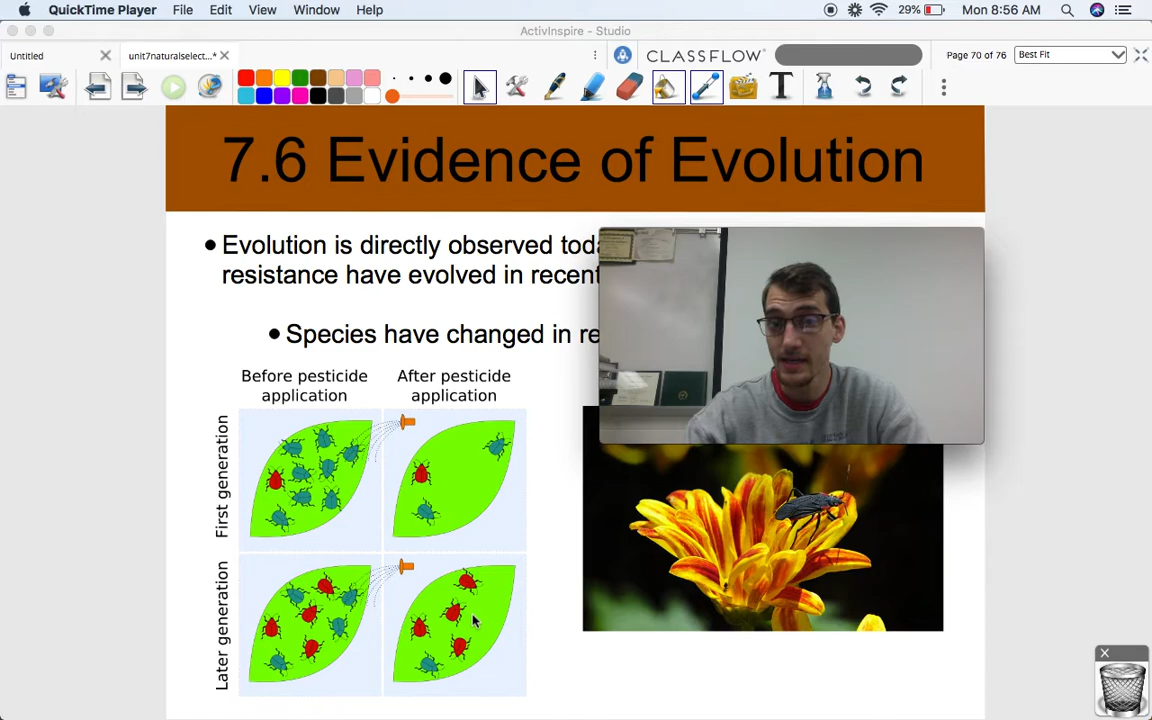 QuickTime Player File Edit View Window Help 29% Mon 8:56 AM
ActivInspire - Studio
Untitled unit7naturalselect...* CLASSFLOW Page 70 of 76 Best Fit
T
7.6 Evidence of Evolution
• Evolution is directly observed
resistance have evolved in recent
• Species have changed in
Before pesticide
application
After pesticide
application
First generation
Later generation